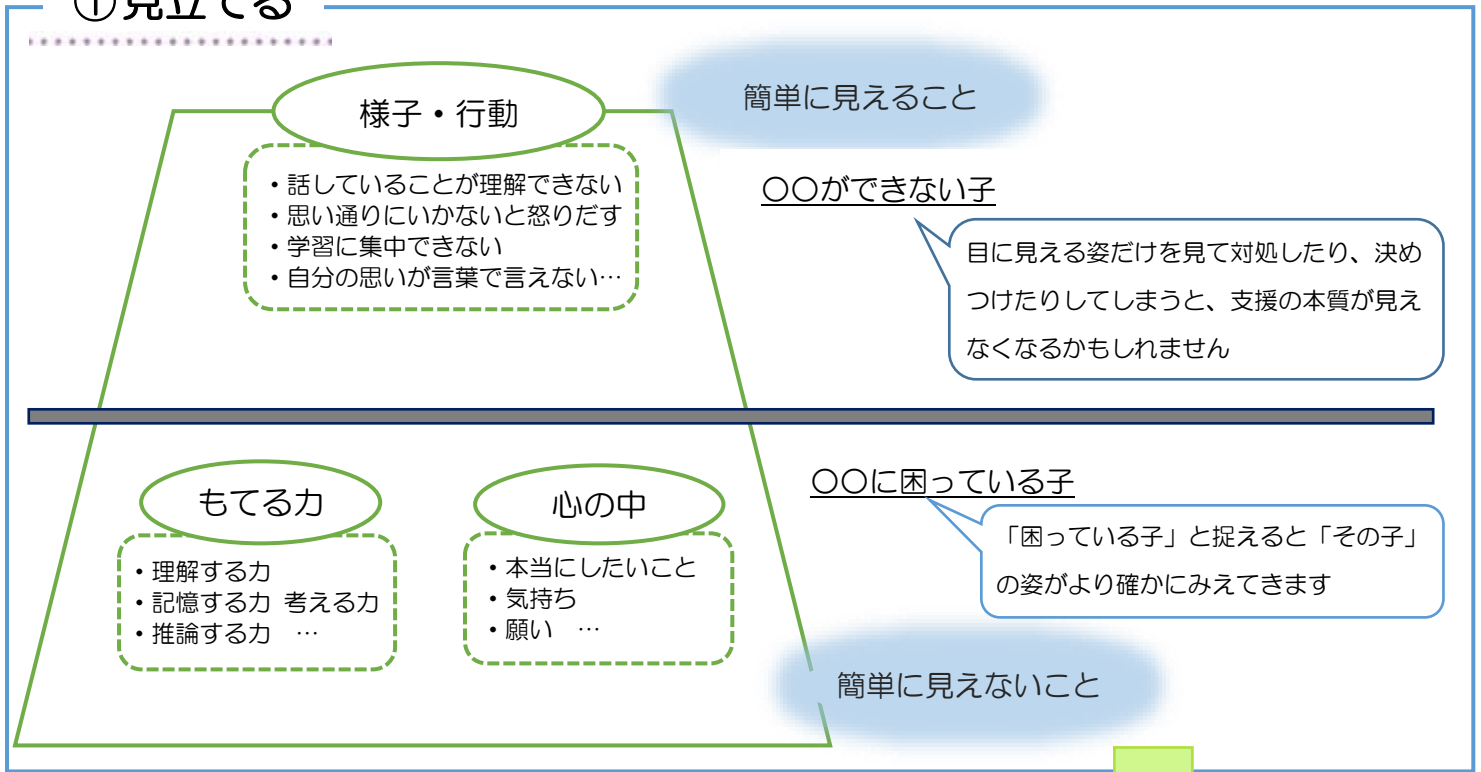 ①見立てる
簡単に見えること
様子・行動
・話していることが理解できない
・思い通りにいかないと怒りだす
・学習に集中できない
・自分の思いが言葉で言えない…
〇〇ができない子
目に見える姿だけを見て対処したり、決め
つけたりしてしまうと、支援の本質が見え
なくなるかもしれません
もてる力
・理解する力
・記憶する力 考える力
・推論する力 …
心の中
・本当にしたいこと
・気持ち
・願い …
〇〇に困っている子
「困っている子」と捉えると「その子」
の姿がより確かにみえてきます
簡単に見えないこと